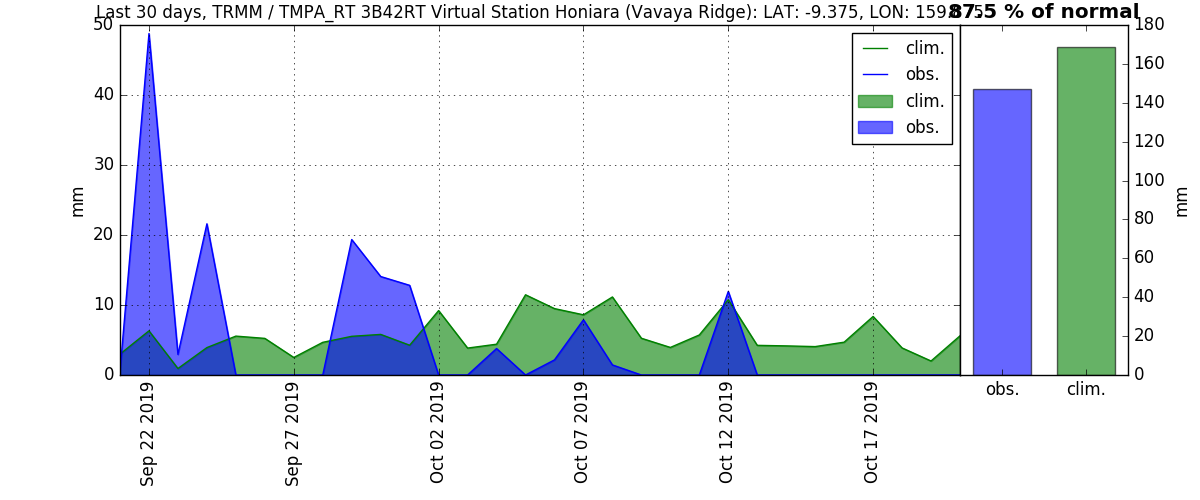 Last 30 days, TRMM / TMPA_RT 3B42RT Virtual Station Honiara (Vavaya Ridge): LAT: -9.375, LON:
87.5 % of normal
50
40
30
20
10
0
mm
clim.
obs.
clim.
obs.
180
160
140
120
100
80
60
40
20
0
mm
obs.
clim.
Sep 22 2019
Sep 27 2019
Oct 02 2019
Oct 07 2019
Oct 12 2019
Oct 17 2019